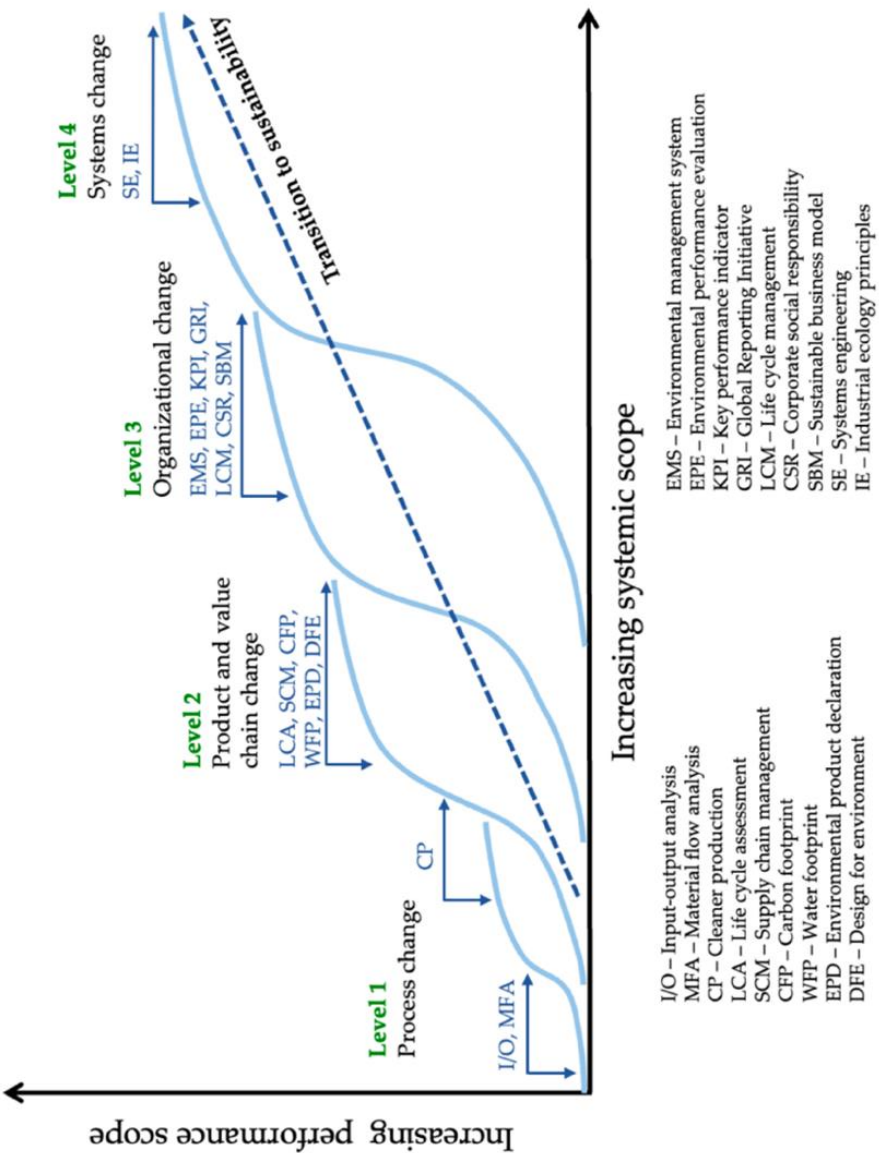 Increasing performance scope
Level 1
Process change
I/O, MFA
CP
Level 2
Product and value
chain change
LCA, SCM, CFP,
WFP, EPD, DFE
Level 3
Organizational change
EMS, EPE, KPI, GRI,
LCM, CSR, SBM
Level 4
Systems change
SE, IE
Transition to sustainability
Increasing systemic scope
I/O – Input-output analysis
MFA – Material flow analysis
CP – Cleaner production
LCA – Life cycle assessment
SCM – Supply chain management
CFP – Carbon footprint
WFP – Water footprint
EPD – Environmental product declaration
DFE – Design for environment
EMS – Environmental management system
EPE – Environmental performance evaluation
KPI – Key performance indicator
GRI – Global Reporting Initiative
LCM – Life cycle management
CSR – Corporate social responsibility
SBM – Sustainable business model
SE – Systems engineering
IE – Industrial ecology principles